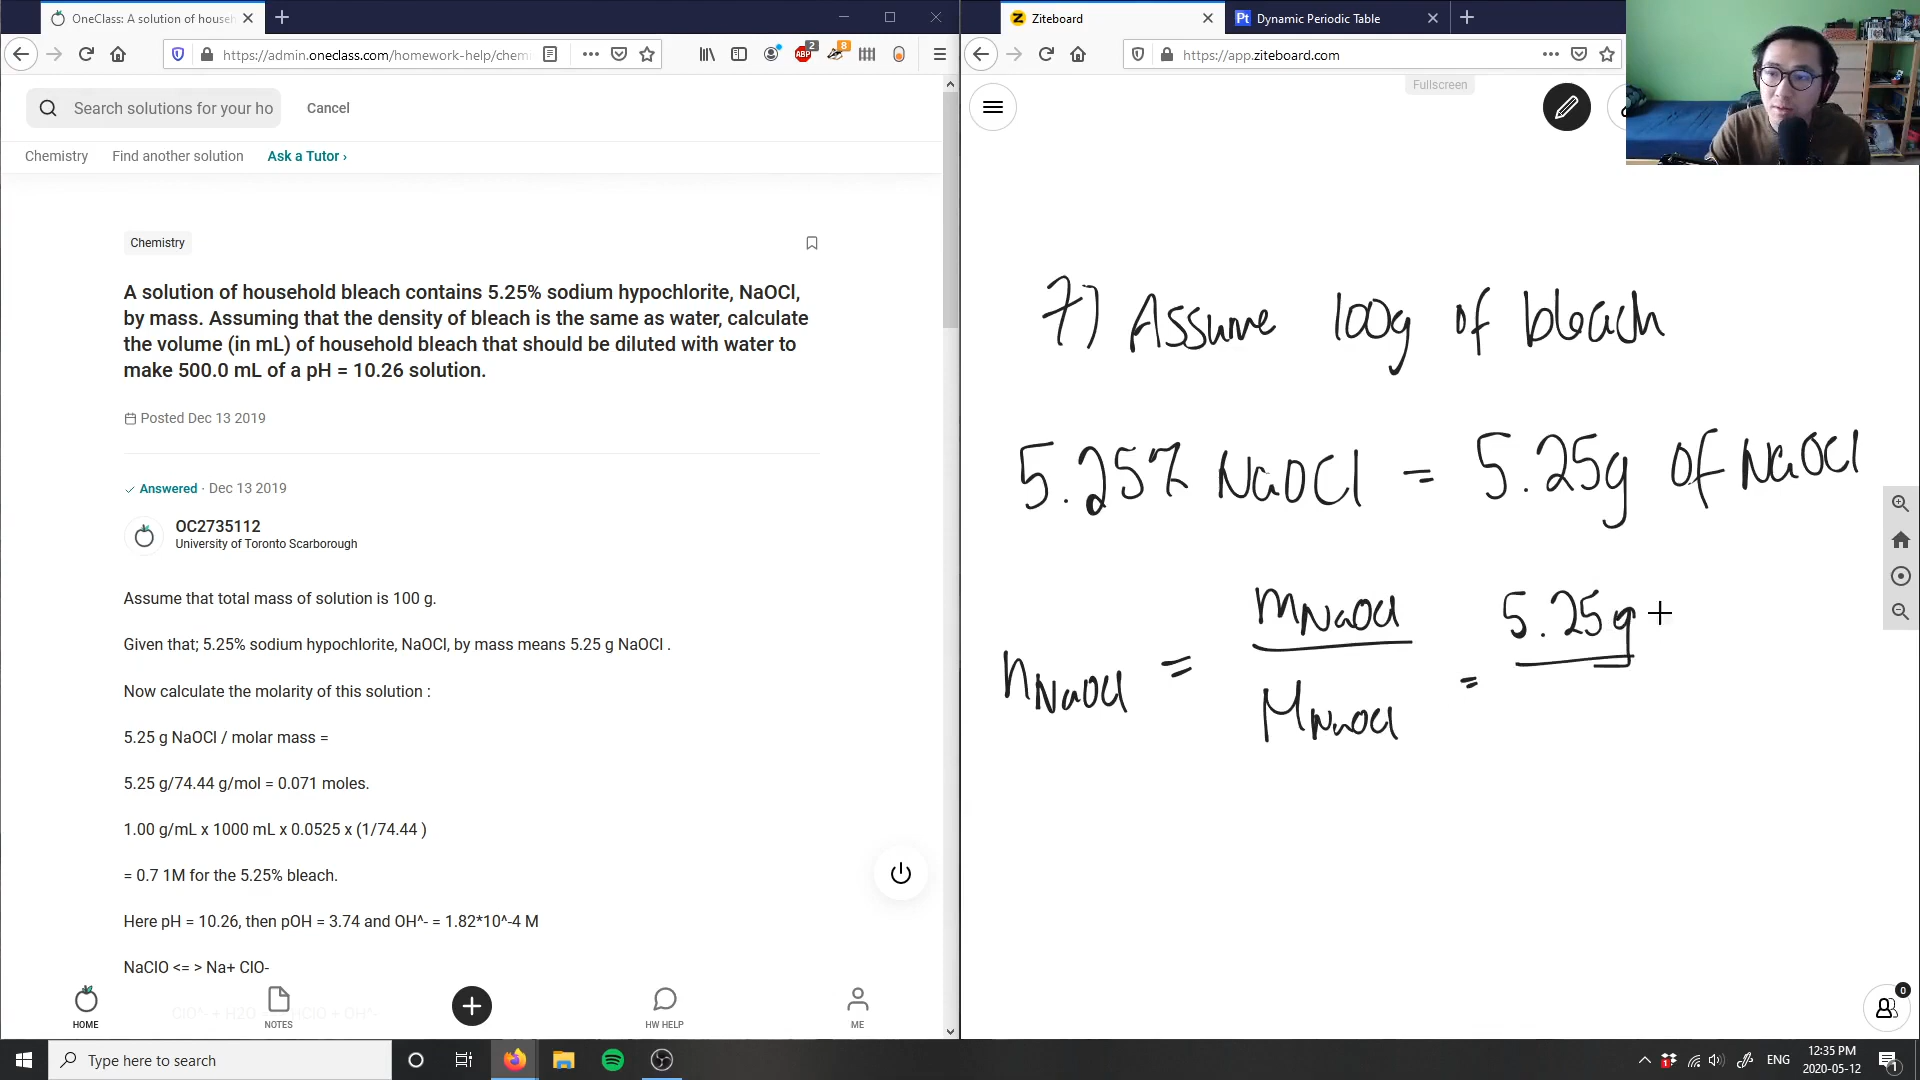 OneClass: A solution of househ
https://admin.oneclass.com/homework-help/chemi
2
8
Search solutions for your ho
Cancel
Chemistry
Find another solution
Ask a Tutor ›
Chemistry
A solution of household bleach contains 5.25% sodium hypochlorite, NaOCl,
by mass. Assuming that the density of bleach is the same as water, calculate
the volume (in mL) of household bleach that should be diluted with water to
make 500.0 mL of a pH = 10.26 solution.
Posted Dec 13 2019
Answered · Dec 13 2019
OC2735112
University of Toronto Scarborough
Assume that total mass of solution is 100 g.
Given that; 5.25% sodium hypochlorite, NaOCl, by mass means 5.25 g NaOCl .
Now calculate the molarity of this solution :
5.25 g NaOCl / molar mass =
5.25 g/74.44 g/mol = 0.071 moles.
1.00 g/mL x 1000 mL x 0.0525 x (1/74.44 )
= 0.7 1M for the 5.25% bleach.
Here pH = 10.26, then pOH = 3.74 and OH^- = 1.82*10^-4 M
NaClO <= > Na+ ClO-
ClO^- + H2O HClO + OH^-
HOME
NOTES
HW HELP
ME
Ziteboard
Pt Dynamic Periodic Table
https://app.ziteboard.com
Fullscreen
7) Assume 100g of bleach
5.25% NaOCl = 5.25g of NaOCl
nNaOCl = mNaOCl / MNaOCl = 5.25g
0
Type here to search
ENG
12:35 PM
2020-05-12
1